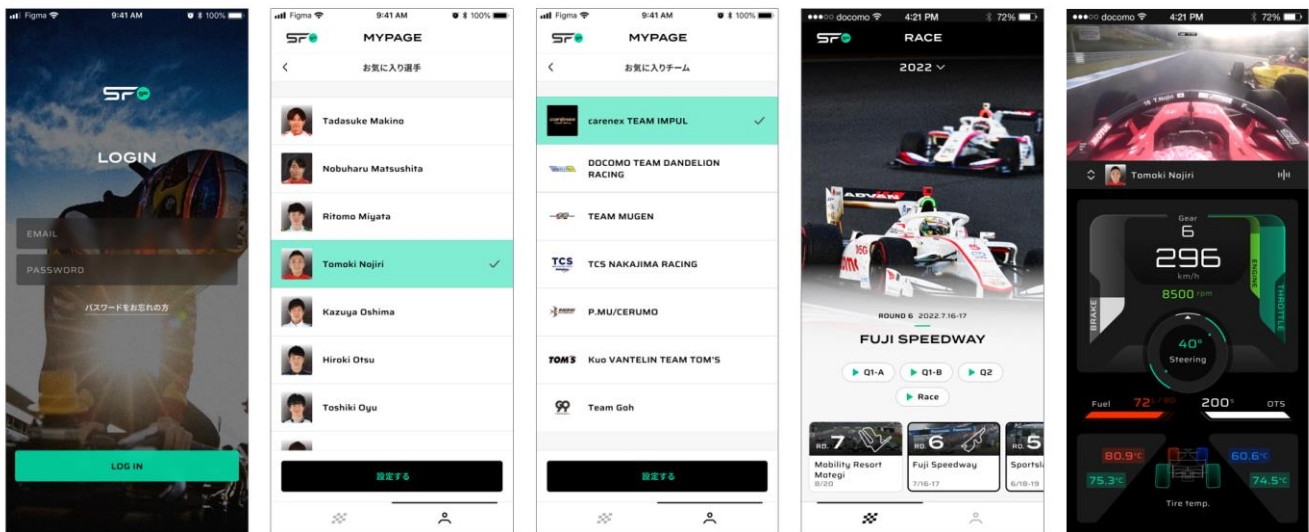 Figma 9:41 AM 100%
SF go
LOGIN
EMAIL
PASSWORD
パスワードをお忘れの方
LOG IN
Figma 9:41 AM 100%
SF go MYPAGE
お気に入り選手
Tadasuke Makino
Nobuharu Matsushita
Ritomo Miyata
Tomoki Nojiri
Kazuya Oshima
Hiroki Otsu
Toshiki Oyu
設定する
Figma 9:41 AM 100%
SF MYPAGE
お気に入りチーム
carenex TEAM IMPUL
DOCOMO TEAM DANDELION
RACING
TEAM MUGEN
TCS TCS NAKAJIMA RACING
P.MU/CERUMO
TOM'S Kuo VANTELIN TEAM TOM'S
Team Goh
設定する
docomo 4:21 PM 72%
SF RACE
2022
ADVAN
DSG
ROUND 6 2022.7.16-17
FUJI SPEEDWAY
Q1-A
Q1-B
Q2
Race
RD. 7
Mobility Resort
Motegi
8/20
RD. 6
Fuji Speedway
7/16-17
RD. 5
Sportsl
6/18-19
docomo 4:21 PM 72%
16 T.Nojiri
MOTUL
Tomoki Nojiri
Gear
6
296
km/h
8500 rpm
BRAKE
ENGINE
THROTTLE
40°
Steering
Fuel 72 200s OTS
80.9°C
60.6°C
75.3°C
74.5°C
Tire temp.